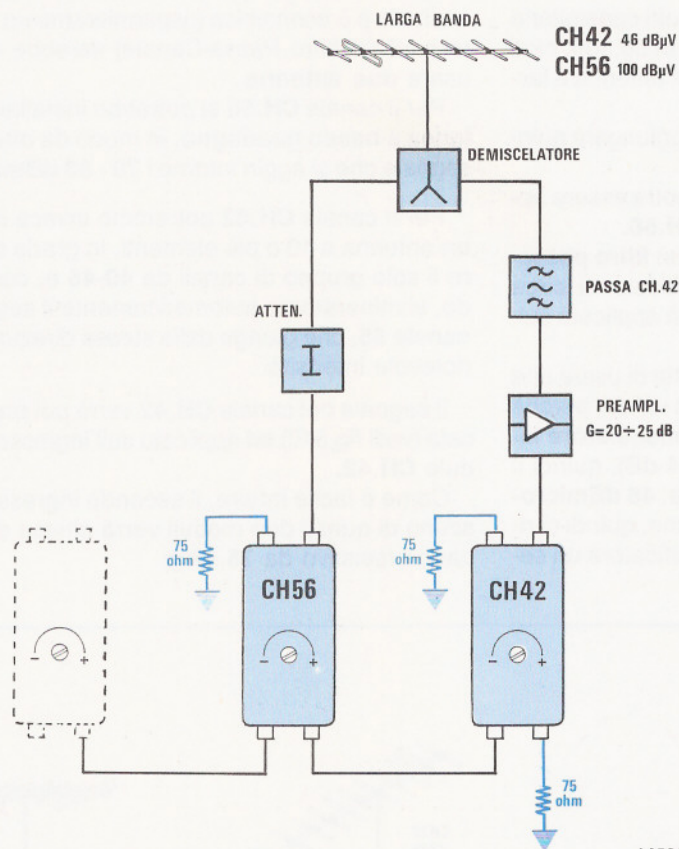 LARGA BANDA
CH42 46 dBµV
CH56 100 dBµV
DEMISCELATORE
PASSA CH.42
ATTEN.
PREAMPL.
G=20÷25 dB
75
ohm
75
ohm
CH56
CH42
- +
- +
- +
75
ohm